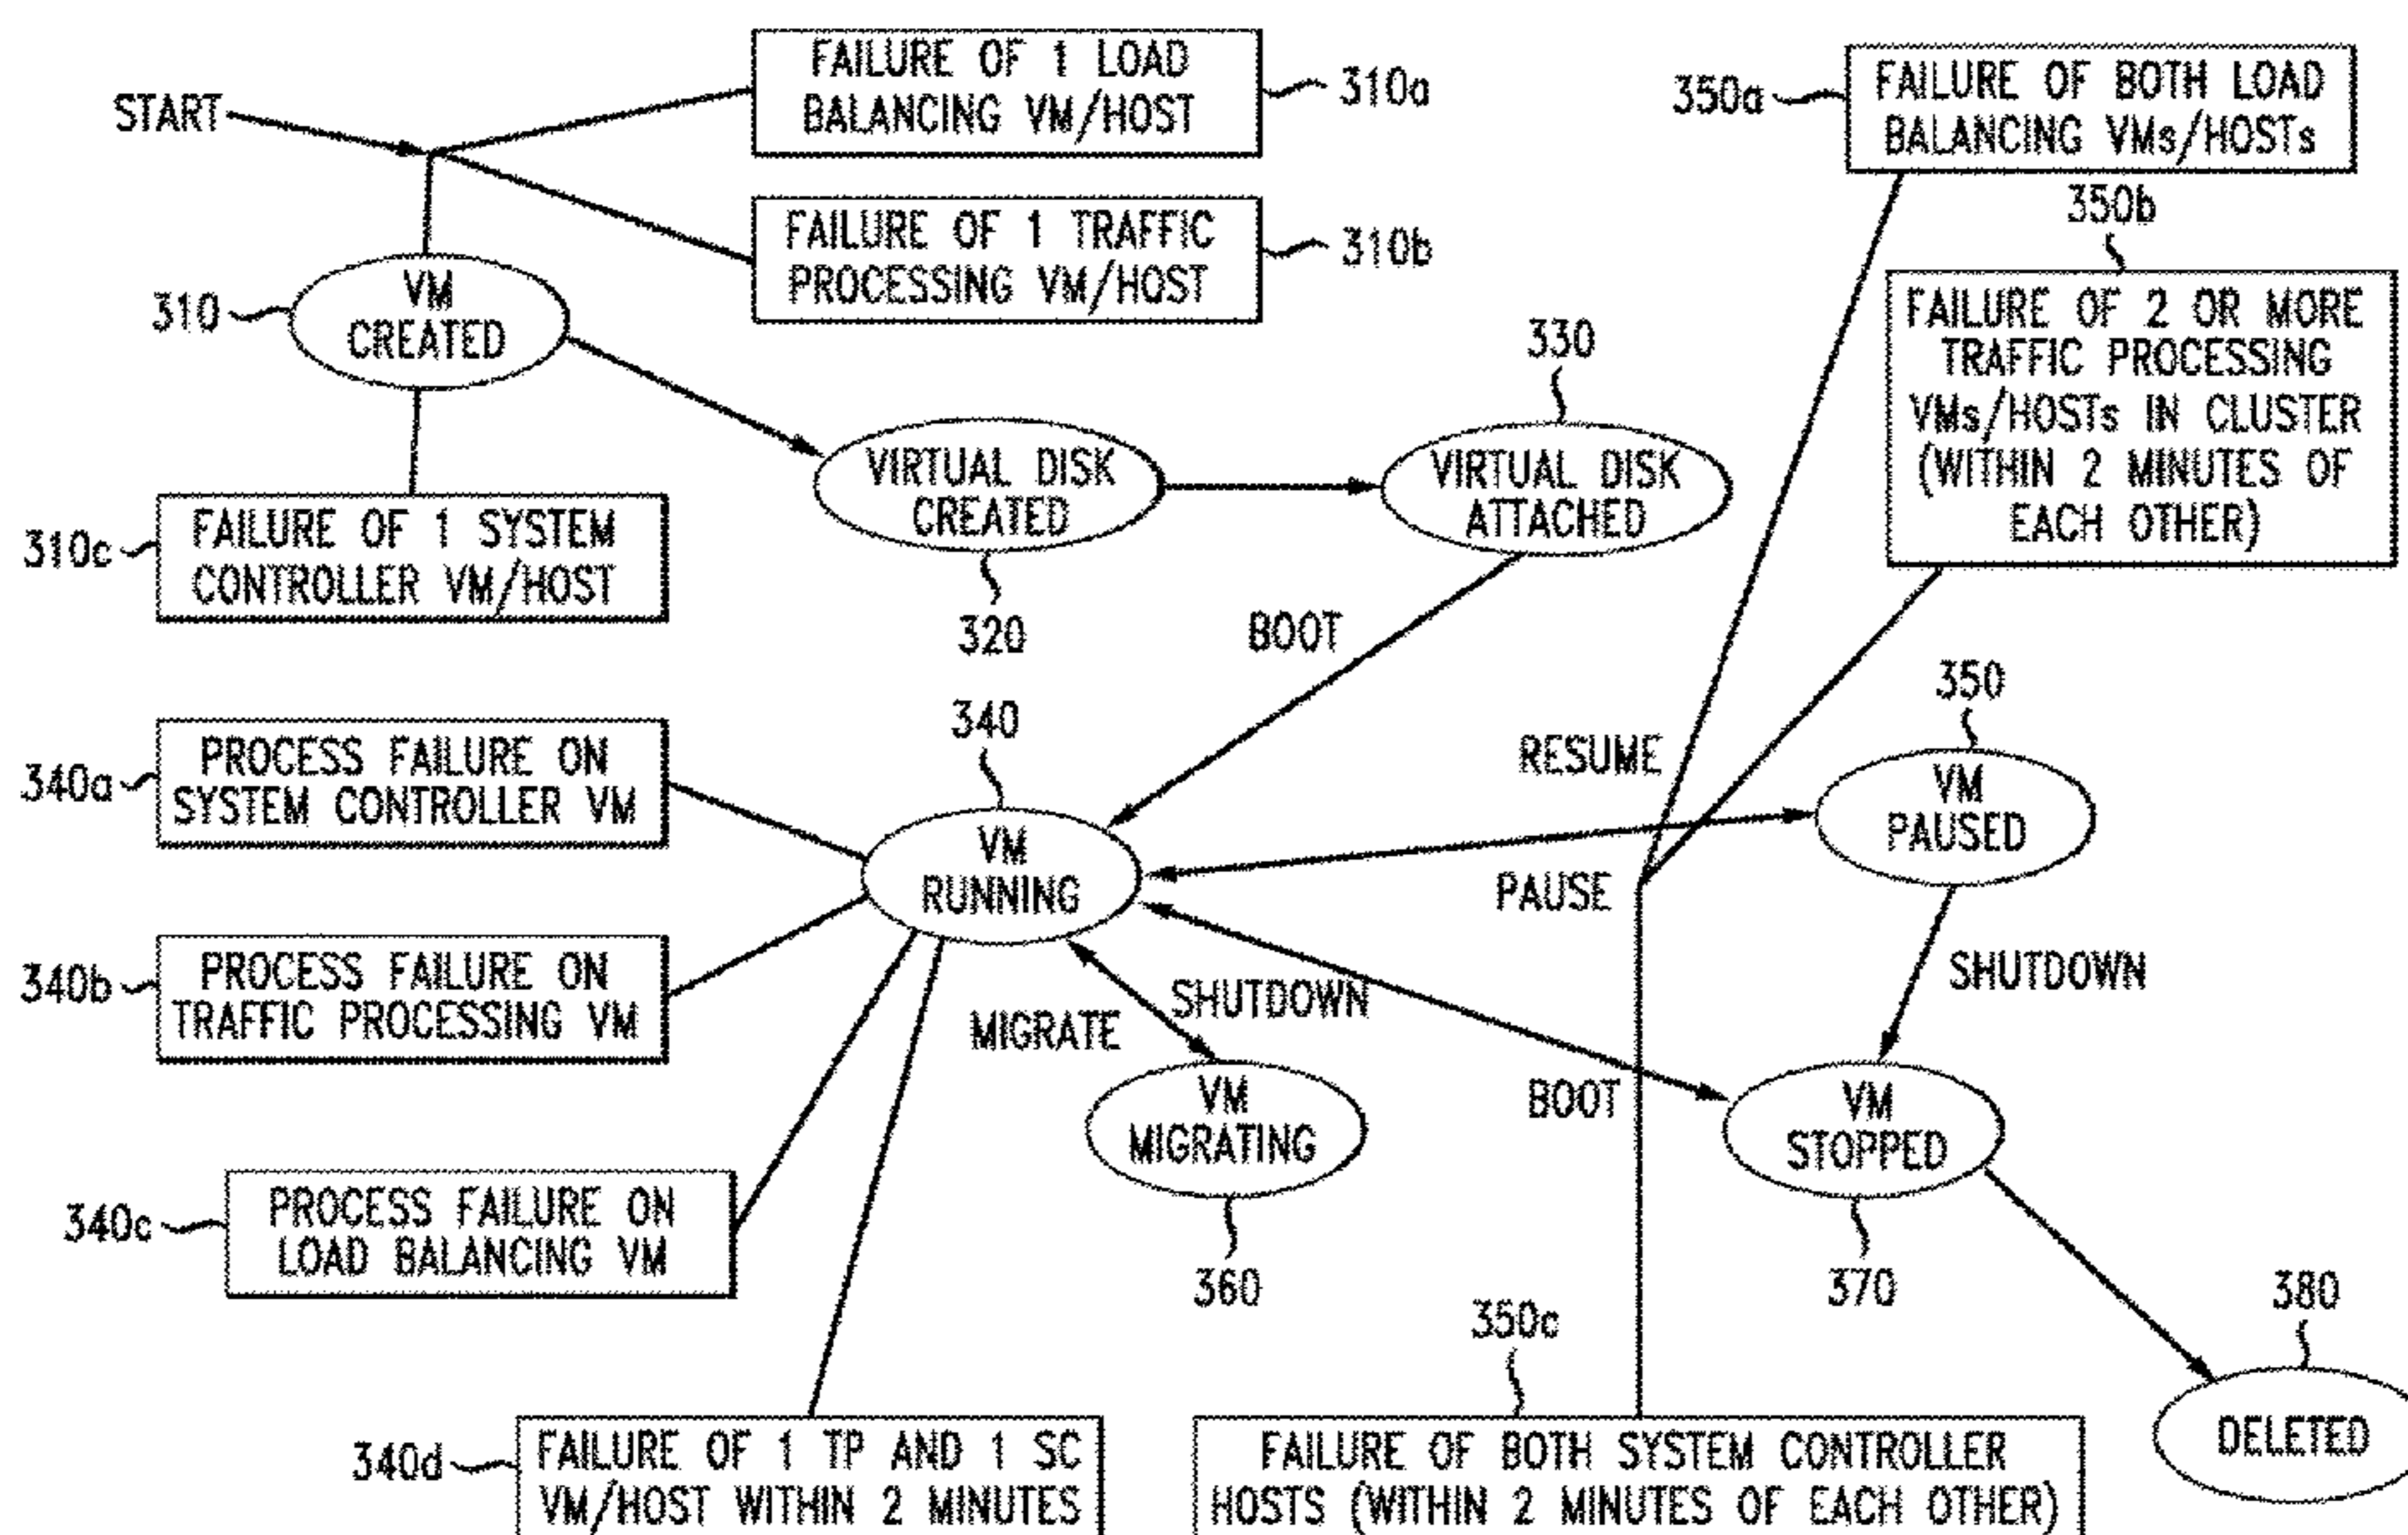 START
FAILURE OF 1 LOAD
BALANCING VM/HOST
310a
FAILURE OF 1 TRAFFIC
PROCESSING VM/HOST
310b
350a
FAILURE OF BOTH LOAD
BALANCING VMs/HOSTs
350b
FAILURE OF 2 OR MORE
TRAFFIC PROCESSING
VMs/HOSTs IN CLUSTER
(WITHIN 2 MINUTES OF
EACH OTHER)
310
VM
CREATED
310c
FAILURE OF 1 SYSTEM
CONTROLLER VM/HOST
VIRTUAL DISK
CREATED
320
330
VIRTUAL DISK
ATTACHED
BOOT
340
VM
RUNNING
340a
PROCESS FAILURE ON
SYSTEM CONTROLLER VM
340b
PROCESS FAILURE ON
TRAFFIC PROCESSING VM
340c
PROCESS FAILURE ON
LOAD BALANCING VM
340d
FAILURE OF 1 TP AND 1 SC
VM/HOST WITHIN 2 MINUTES
RESUME
PAUSE
350
VM
PAUSED
SHUTDOWN
MIGRATE
SHUTDOWN
BOOT
VM
MIGRATING
360
VM
STOPPED
370
350c
FAILURE OF BOTH SYSTEM CONTROLLER
HOSTS (WITHIN 2 MINUTES OF EACH OTHER)
380
DELETED